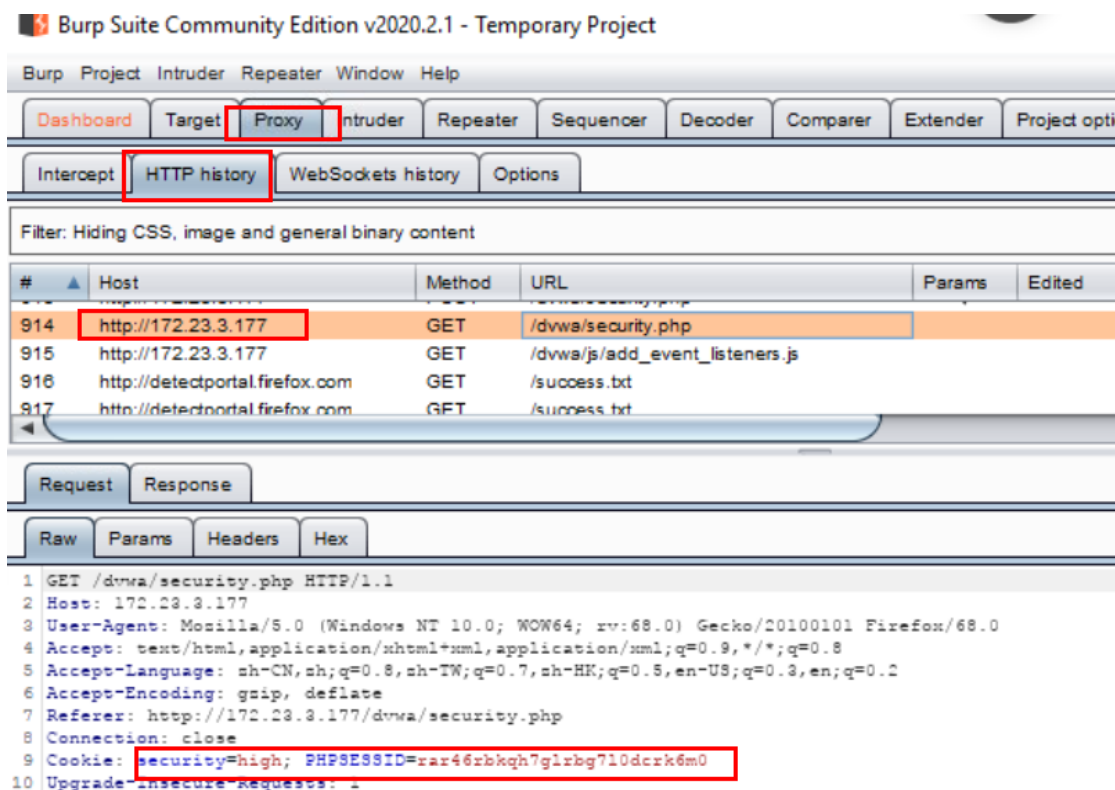 Burp Suite Community Edition v2020.2.1 - Temporary Project
Burp Project Intruder Repeater Window Help
Dashboard Target Proxy Intruder Repeater Sequencer Decoder Comparer Extender Project opti
Intercept HTTP history WebSockets history Options
Filter: Hiding CSS, image and general binary content
# Host Method URL Params Edited
914 http://172.23.3.177 GET /dvwa/security.php
915 http://172.23.3.177 GET /dvwa/js/add_event_listeners.js
916 http://detectportal.firefox.com GET /success.txt
917 http://detectportal.firefox.com GET /success.txt
Request Response
Raw Params Headers Hex
1 GET /dvwa/security.php HTTP/1.1
2 Host: 172.23.3.177
3 User-Agent: Mozilla/5.0 (Windows NT 10.0; WOW64; rv:68.0) Gecko/20100101 Firefox/68.0
4 Accept: text/html,application/xhtml+xml,application/xml;q=0.9,*/*;q=0.8
5 Accept-Language: zh-CN,zh;q=0.8,zh-TW;q=0.7,zh-HK;q=0.5,en-US;q=0.3,en;q=0.2
6 Accept-Encoding: gzip, deflate
7 Referer: http://172.23.3.177/dvwa/security.php
8 Connection: close
9 Cookie: security=high; PHPSESSID=rar46rbkqh7glrbg7l0dcrk6m0
10 Upgrade-Insecure-Requests: 1